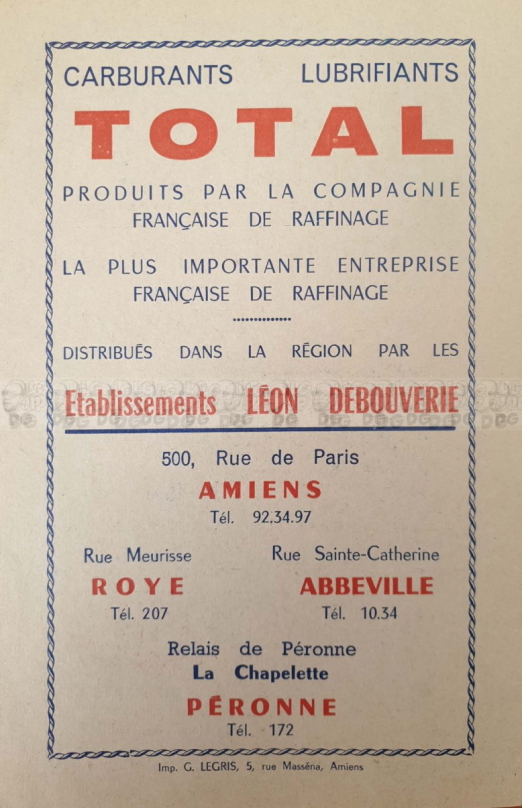 CARBURANTS LUBRIFIANTS
TOTAL
PRODUITS PAR LA COMPAGNIE
FRANÇAISE DE RAFFINAGE
LA PLUS IMPORTANTE ENTREPRISE
FRANÇAISE DE RAFFINAGE
DISTRIBUÉS DANS LA RÉGION PAR LES
Etablissements LÉON DEBOUVERIE
500, Rue de Paris
AMIENS
Tél. 92.34.97
Rue Meurisse Rue Sainte-Catherine
ROYE ABBEVILLE
Tél. 207 Tél. 10.34
Relais de Péronne
La Chapelette
PÉRONNE
Tél. 172
Imp. G. LEGRIS, 5, rue Masséna, Amiens